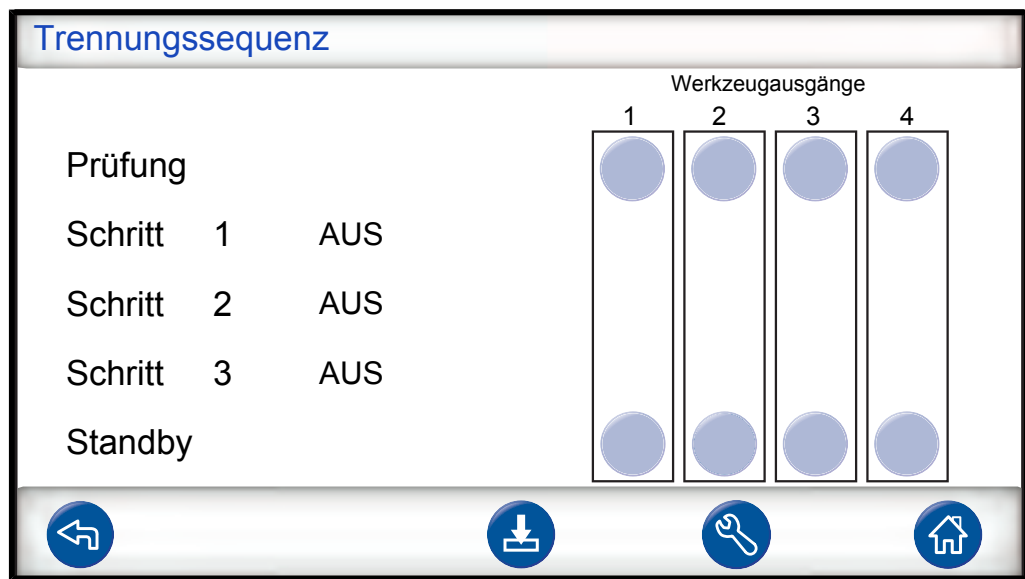 Trennungssequenz
Werkzeugausgänge
1 2 3 4
Prüfung
Schritt 1 AUS
Schritt 2 AUS
Schritt 3 AUS
Standby